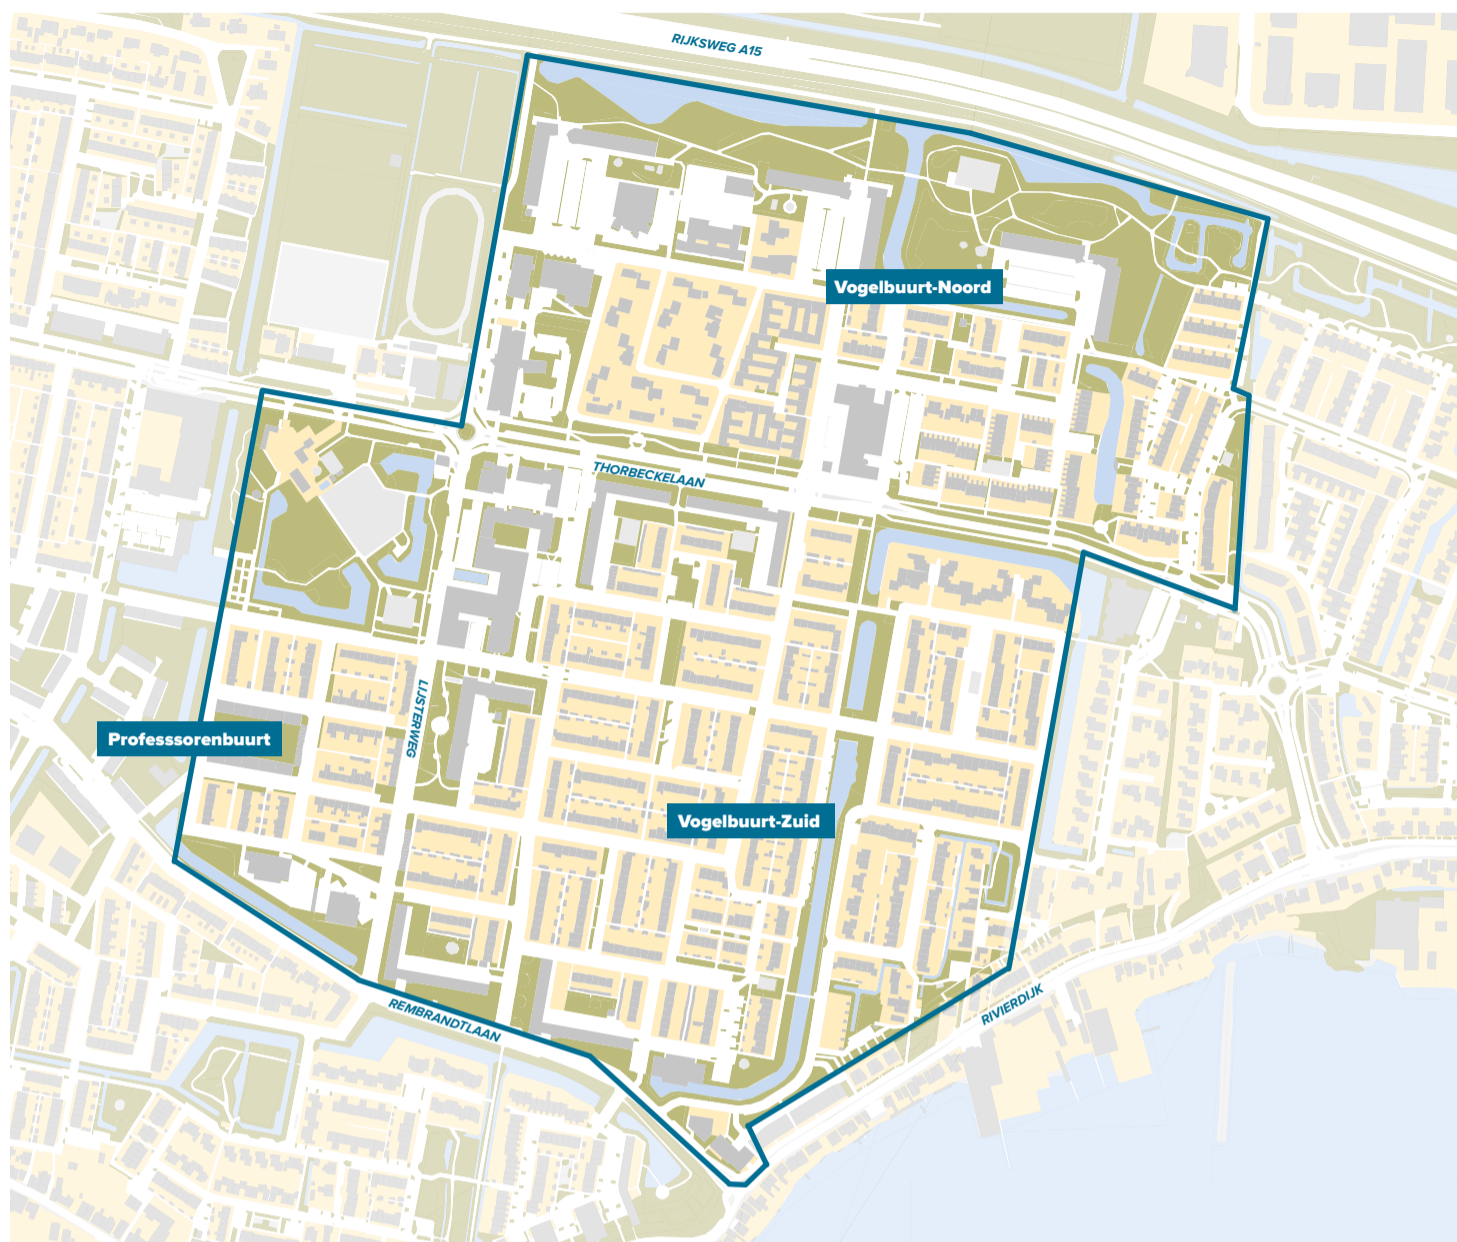 RIJKSWEG A15
Vogelbuurt-Noord
THORBECKELAAN
LIJSTERWEG
Professsorenbuurt
Vogelbuurt-Zuid
REMBRANDTLAAN
RIVIERDIJK